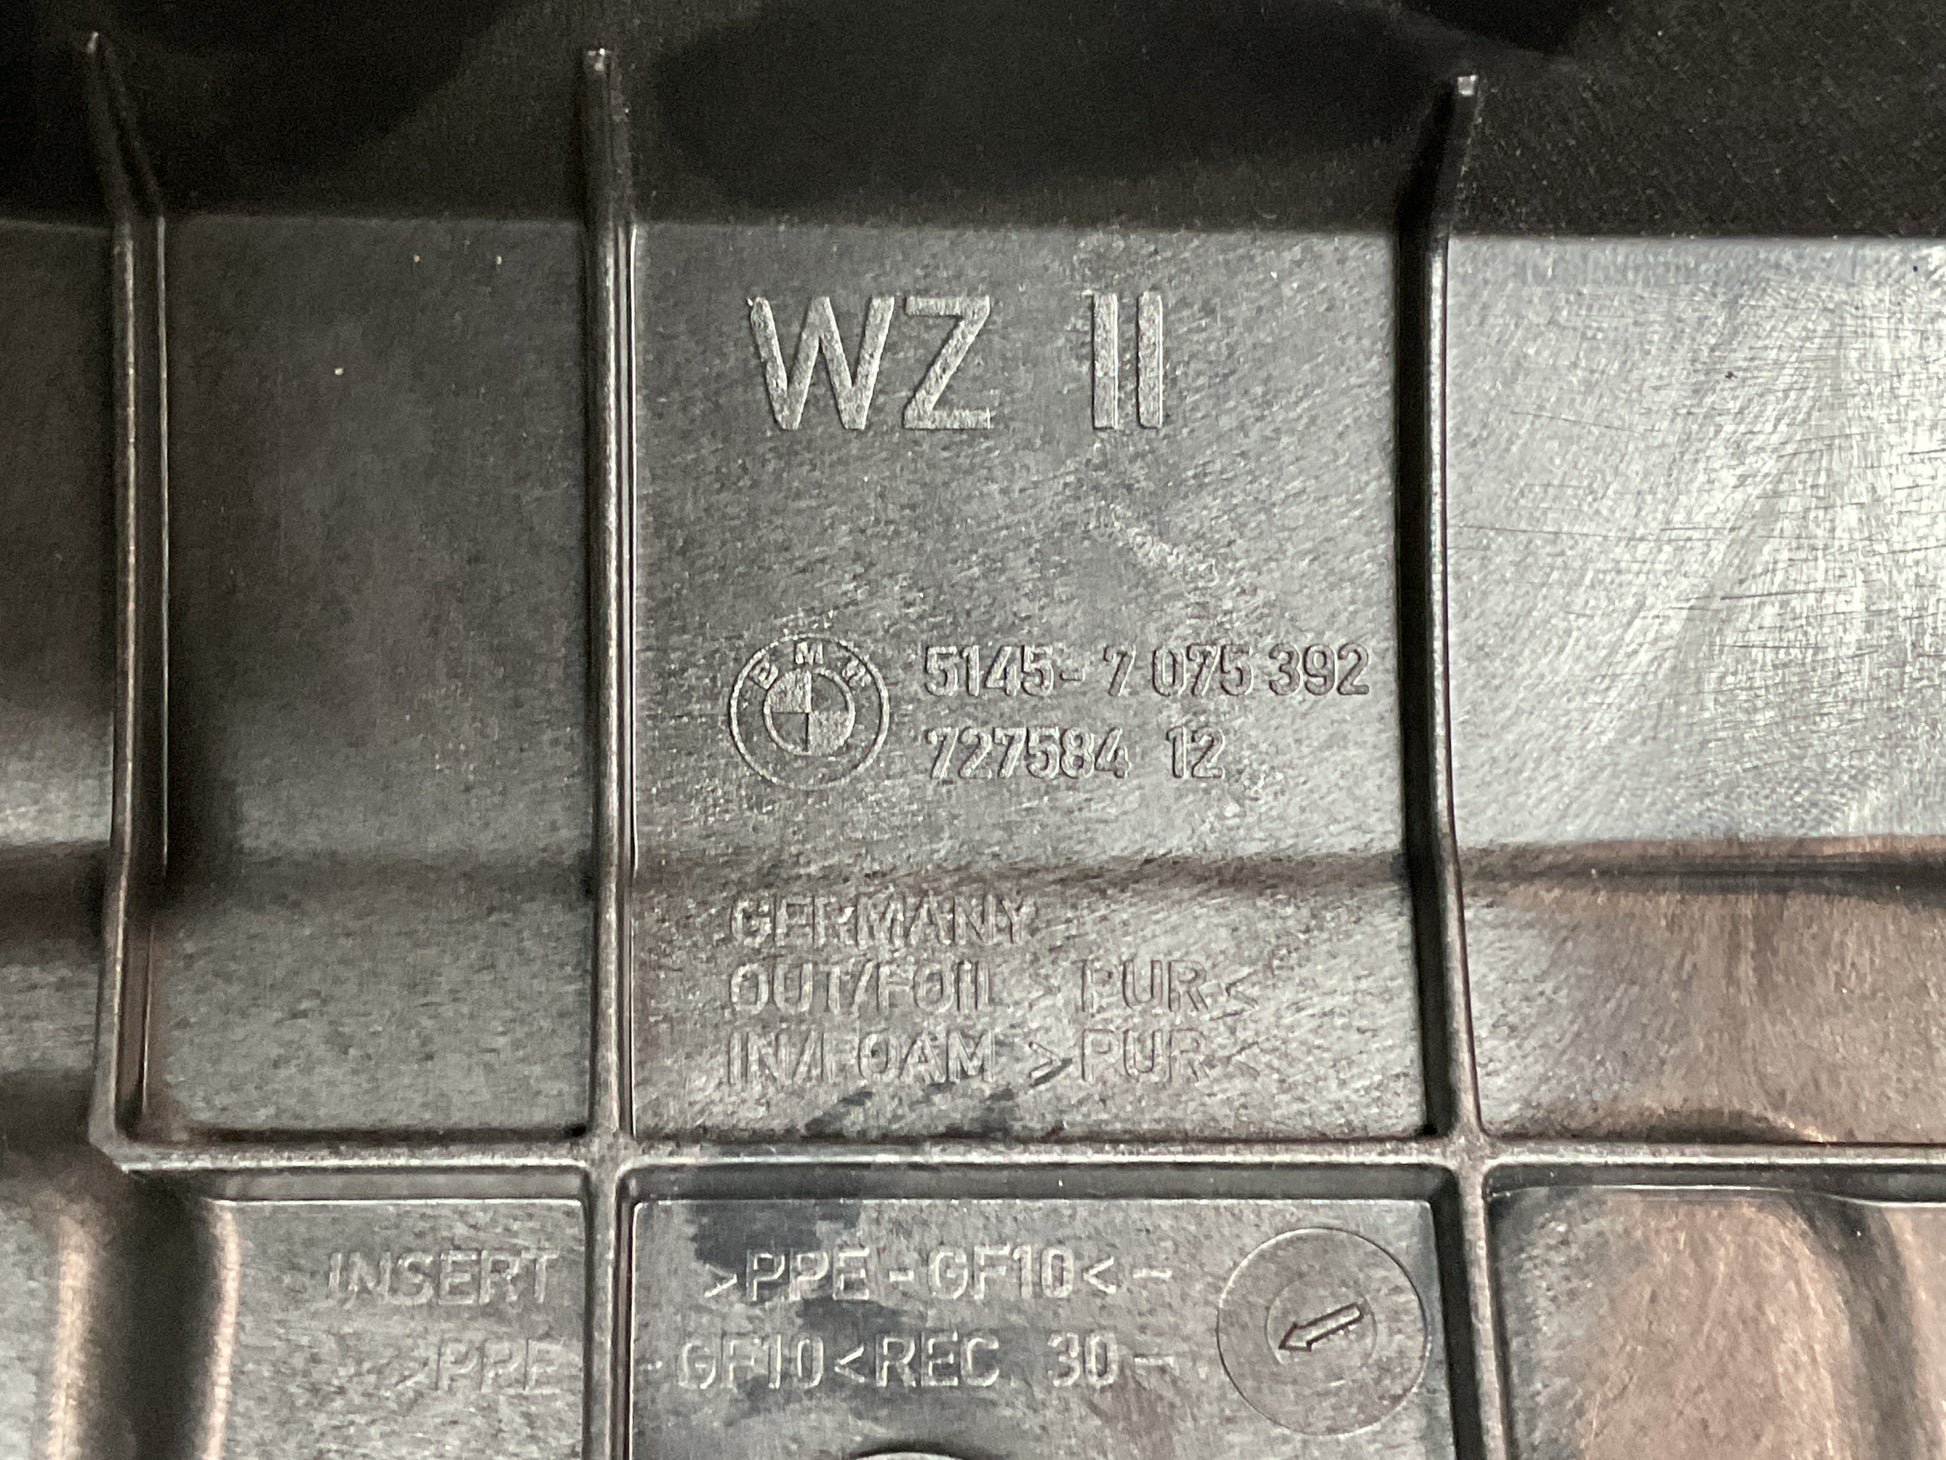 WZ II
BMW
5145-7 075 392
727584 12
GERMANY
OUT/FOIL >PUR<
IN/FOAM >PUR<
INSERT >PPE-GF10<-
>PPE-GF10<REC 30-